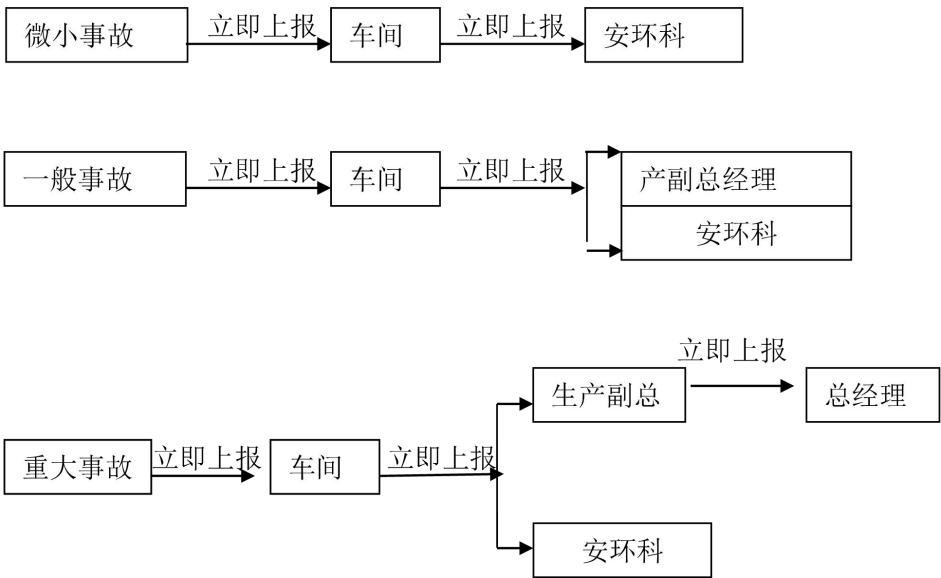 微小事故
立即上报
车间
立即上报
安环科
一般事故
立即上报
车间
立即上报
产副总经理
安环科
立即上报
生产副总
总经理
重大事故
立即上报
车间
立即上报
安环科